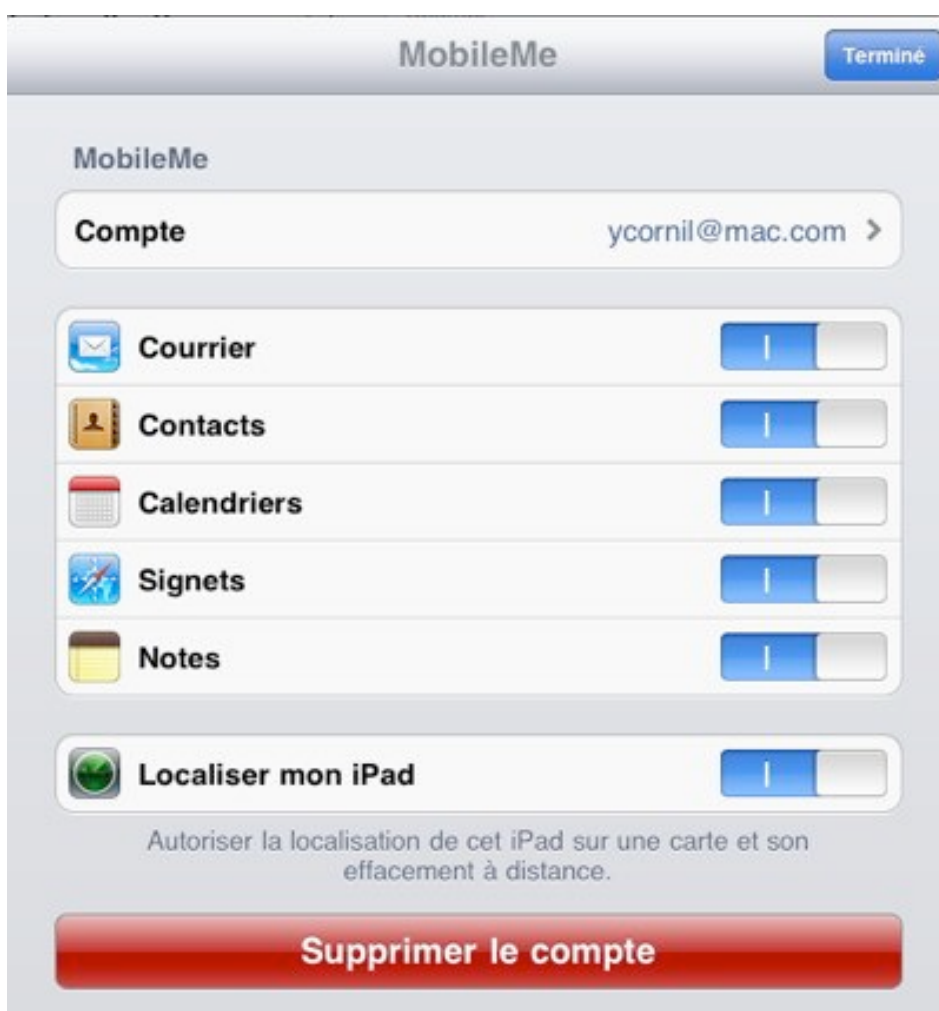 MobileMe
Terminé
MobileMe
Compte
ycornil@mac.com
Courrier
Contacts
Calendriers
Signets
Notes
Localiser mon iPad
Autoriser la localisation de cet iPad sur une carte et son
effacement à distance.
Supprimer le compte